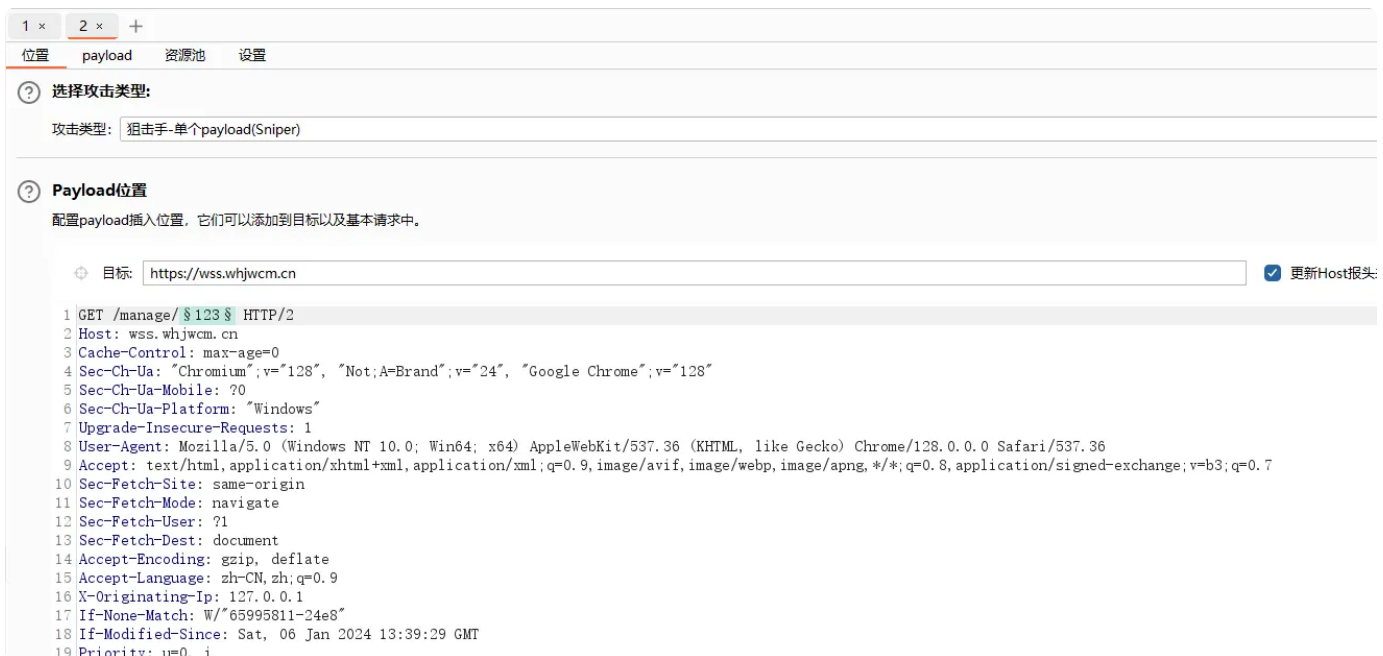 1 × 2 × +
位置 payload 资源池 设置
选择攻击类型:
攻击类型: 狙击手-单个payload(Sniper)
Payload位置
配置payload插入位置，它们可以添加到目标以及基本请求中。
目标: https://wss.whjwcm.cn 更新Host报头
1 GET /manage/§123§ HTTP/2
2 Host: wss.whjwcm.cn
3 Cache-Control: max-age=0
4 Sec-Ch-Ua: "Chromium";v="128", "Not;A=Brand";v="24", "Google Chrome";v="128"
5 Sec-Ch-Ua-Mobile: ?0
6 Sec-Ch-Ua-Platform: "Windows"
7 Upgrade-Insecure-Requests: 1
8 User-Agent: Mozilla/5.0 (Windows NT 10.0; Win64; x64) AppleWebKit/537.36 (KHTML, like Gecko) Chrome/128.0.0.0 Safari/537.36
9 Accept: text/html,application/xhtml+xml,application/xml;q=0.9,image/avif,image/webp,image/apng,*/*;q=0.8,application/signed-exchange;v=b3;q=0.7
10 Sec-Fetch-Site: same-origin
11 Sec-Fetch-Mode: navigate
12 Sec-Fetch-User: ?1
13 Sec-Fetch-Dest: document
14 Accept-Encoding: gzip, deflate
15 Accept-Language: zh-CN,zh;q=0.9
16 X-Originating-Ip: 127.0.0.1
17 If-None-Match: W/"65995811-24e8"
18 If-Modified-Since: Sat, 06 Jan 2024 13:39:29 GMT
19 Priority: u=0, i